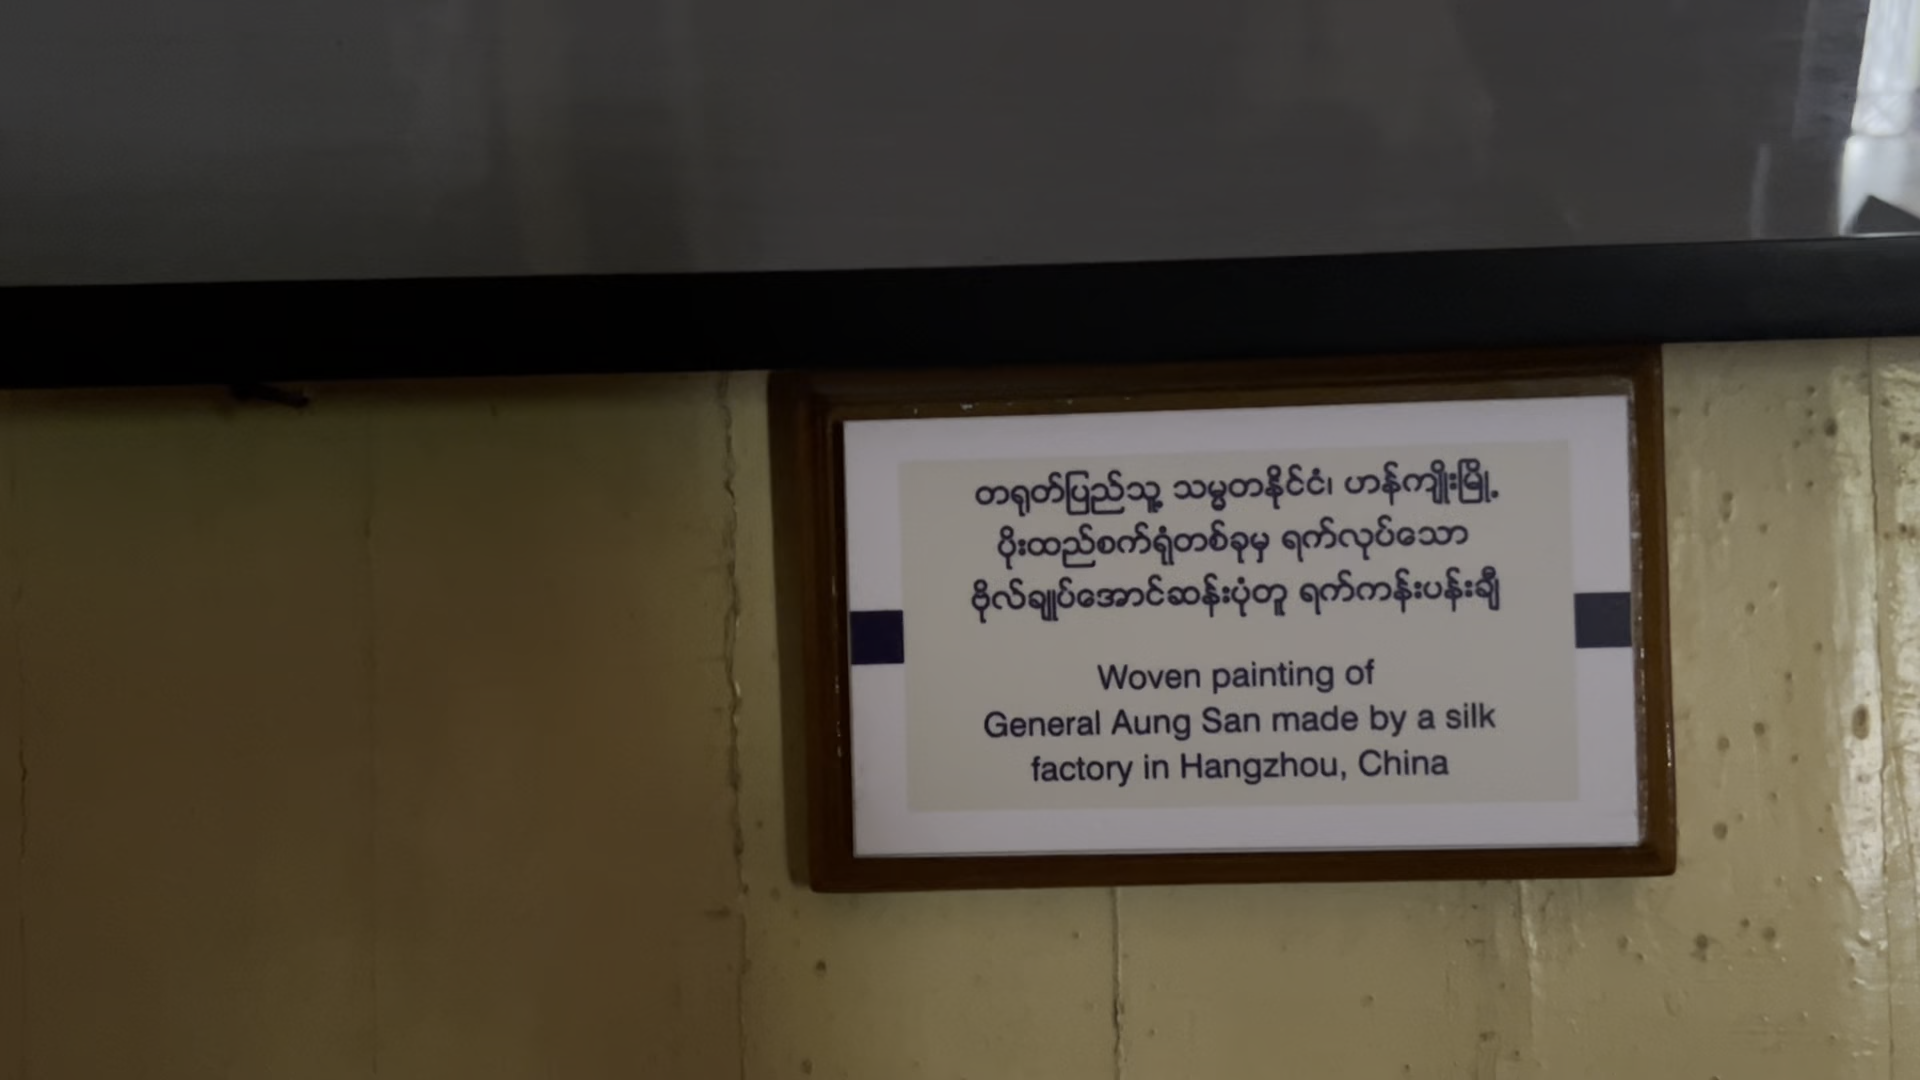 တရုတ်ပြည်သူ့ သမ္မတနိုင်ငံ၊ ဟန်ကျိုးမြို့
ပိုးထည်စက်ရုံတစ်ခုမှ ရက်လုပ်သော
ဗိုလ်ချုပ်အောင်ဆန်းပုံတူ ရက်ကန်းပန်းချီ
Woven painting of
General Aung San made by a silk
factory in Hangzhou, China